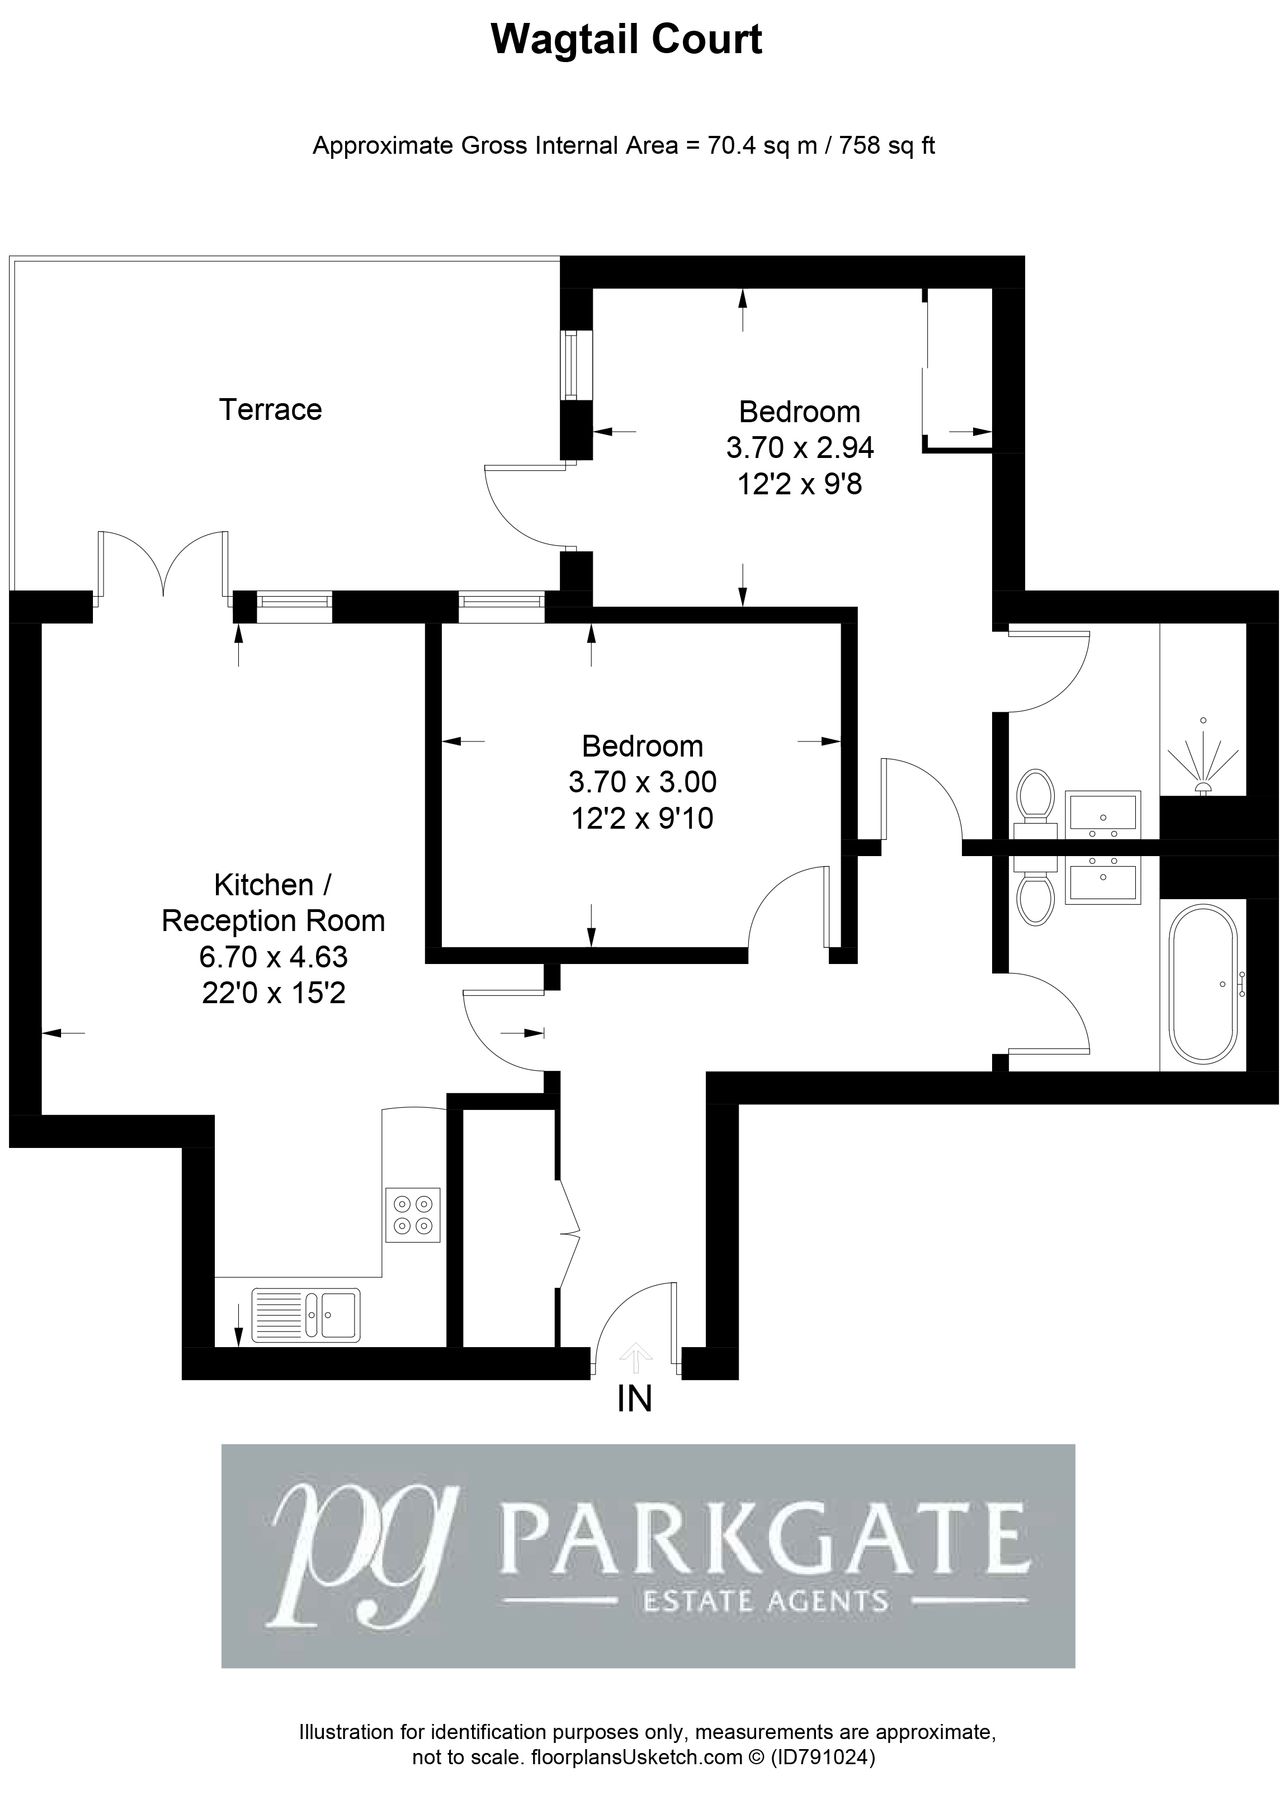 Wagtail Court
Approximate Gross Internal Area = 70.4 sq m / 758 sq ft
Terrace
Bedroom
3.70 x 2.94
12'2 x 9'8
Bedroom
3.70 x 3.00
12'2 x 9'10
Kitchen /
Reception Room
6.70 x 4.63
22'0 x 15'2
IN
pg PARKGATE
ESTATE AGENTS
Illustration for identification purposes only, measurements are approximate,
not to scale. floorplansUsketch.com © (ID791024)